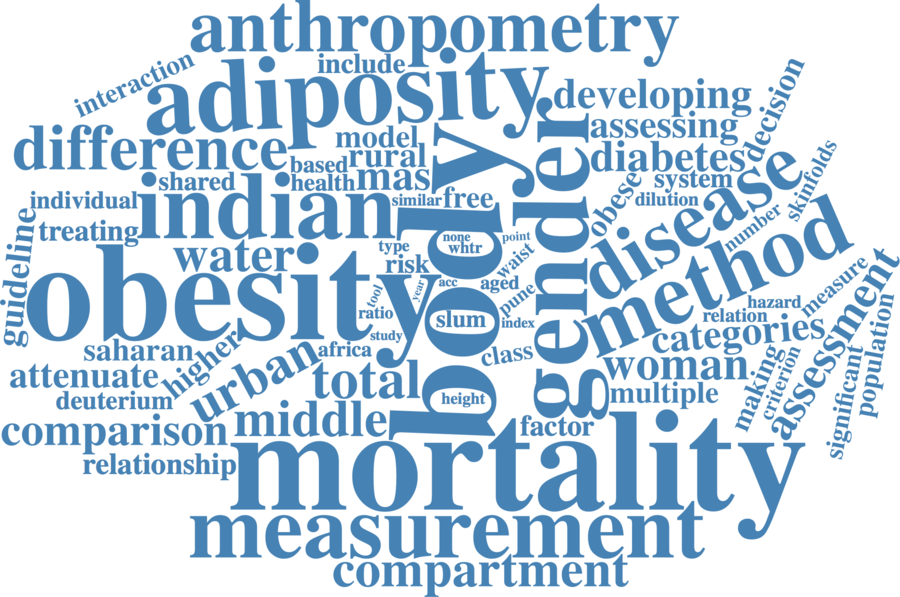 anthropometry
interaction
include
adiposity
developing
decision
assessing
difference
model
rural
based
health
mas
diabetes
system
obese
dilution
skinfolds
shared
individual
indian
similar
free
body
gender
disease
number
method
treating
guideline
water
type
none
whtr
point
risk
waist
acc
aged
pune
obesity
tool
year
ratio
study
slum
index
hazard
relation
measure
categories
assessment
population
saharan
higher
africa
class
attenuate
urban
total
woman
making
criterion
significant
deuterium
height
multiple
comparison
middle
factor
relationship
mortality
measurement
compartment